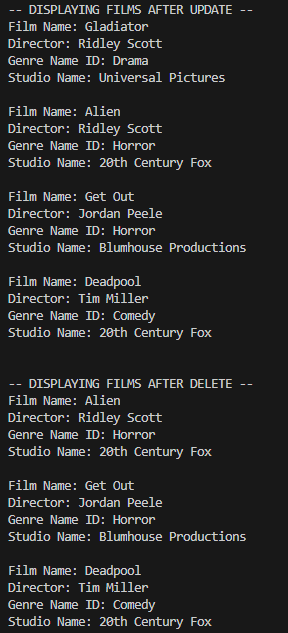 -- DISPLAYING FILMS AFTER UPDATE --
Film Name: Gladiator
Director: Ridley Scott
Genre Name ID: Drama
Studio Name: Universal Pictures

Film Name: Alien
Director: Ridley Scott
Genre Name ID: Horror
Studio Name: 20th Century Fox

Film Name: Get Out
Director: Jordan Peele
Genre Name ID: Horror
Studio Name: Blumhouse Productions

Film Name: Deadpool
Director: Tim Miller
Genre Name ID: Comedy
Studio Name: 20th Century Fox

-- DISPLAYING FILMS AFTER DELETE --
Film Name: Alien
Director: Ridley Scott
Genre Name ID: Horror
Studio Name: 20th Century Fox

Film Name: Get Out
Director: Jordan Peele
Genre Name ID: Horror
Studio Name: Blumhouse Productions

Film Name: Deadpool
Director: Tim Miller
Genre Name ID: Comedy
Studio Name: 20th Century Fox